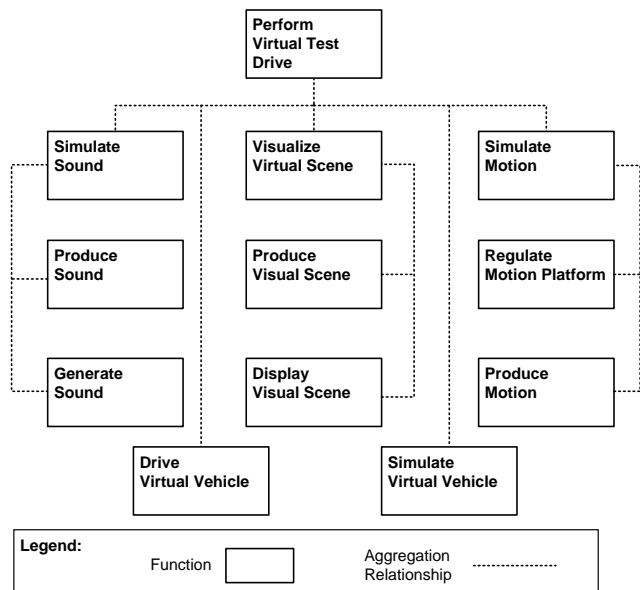 Perform
Virtual Test
Drive
Simulate
Sound
Visualize
Virtual Scene
Simulate
Motion
Produce
Sound
Produce
Visual Scene
Regulate
Motion Platform
Generate
Sound
Display
Visual Scene
Produce
Motion
Drive
Virtual Vehicle
Simulate
Virtual Vehicle
Legend:
Function
Aggregation
Relationship